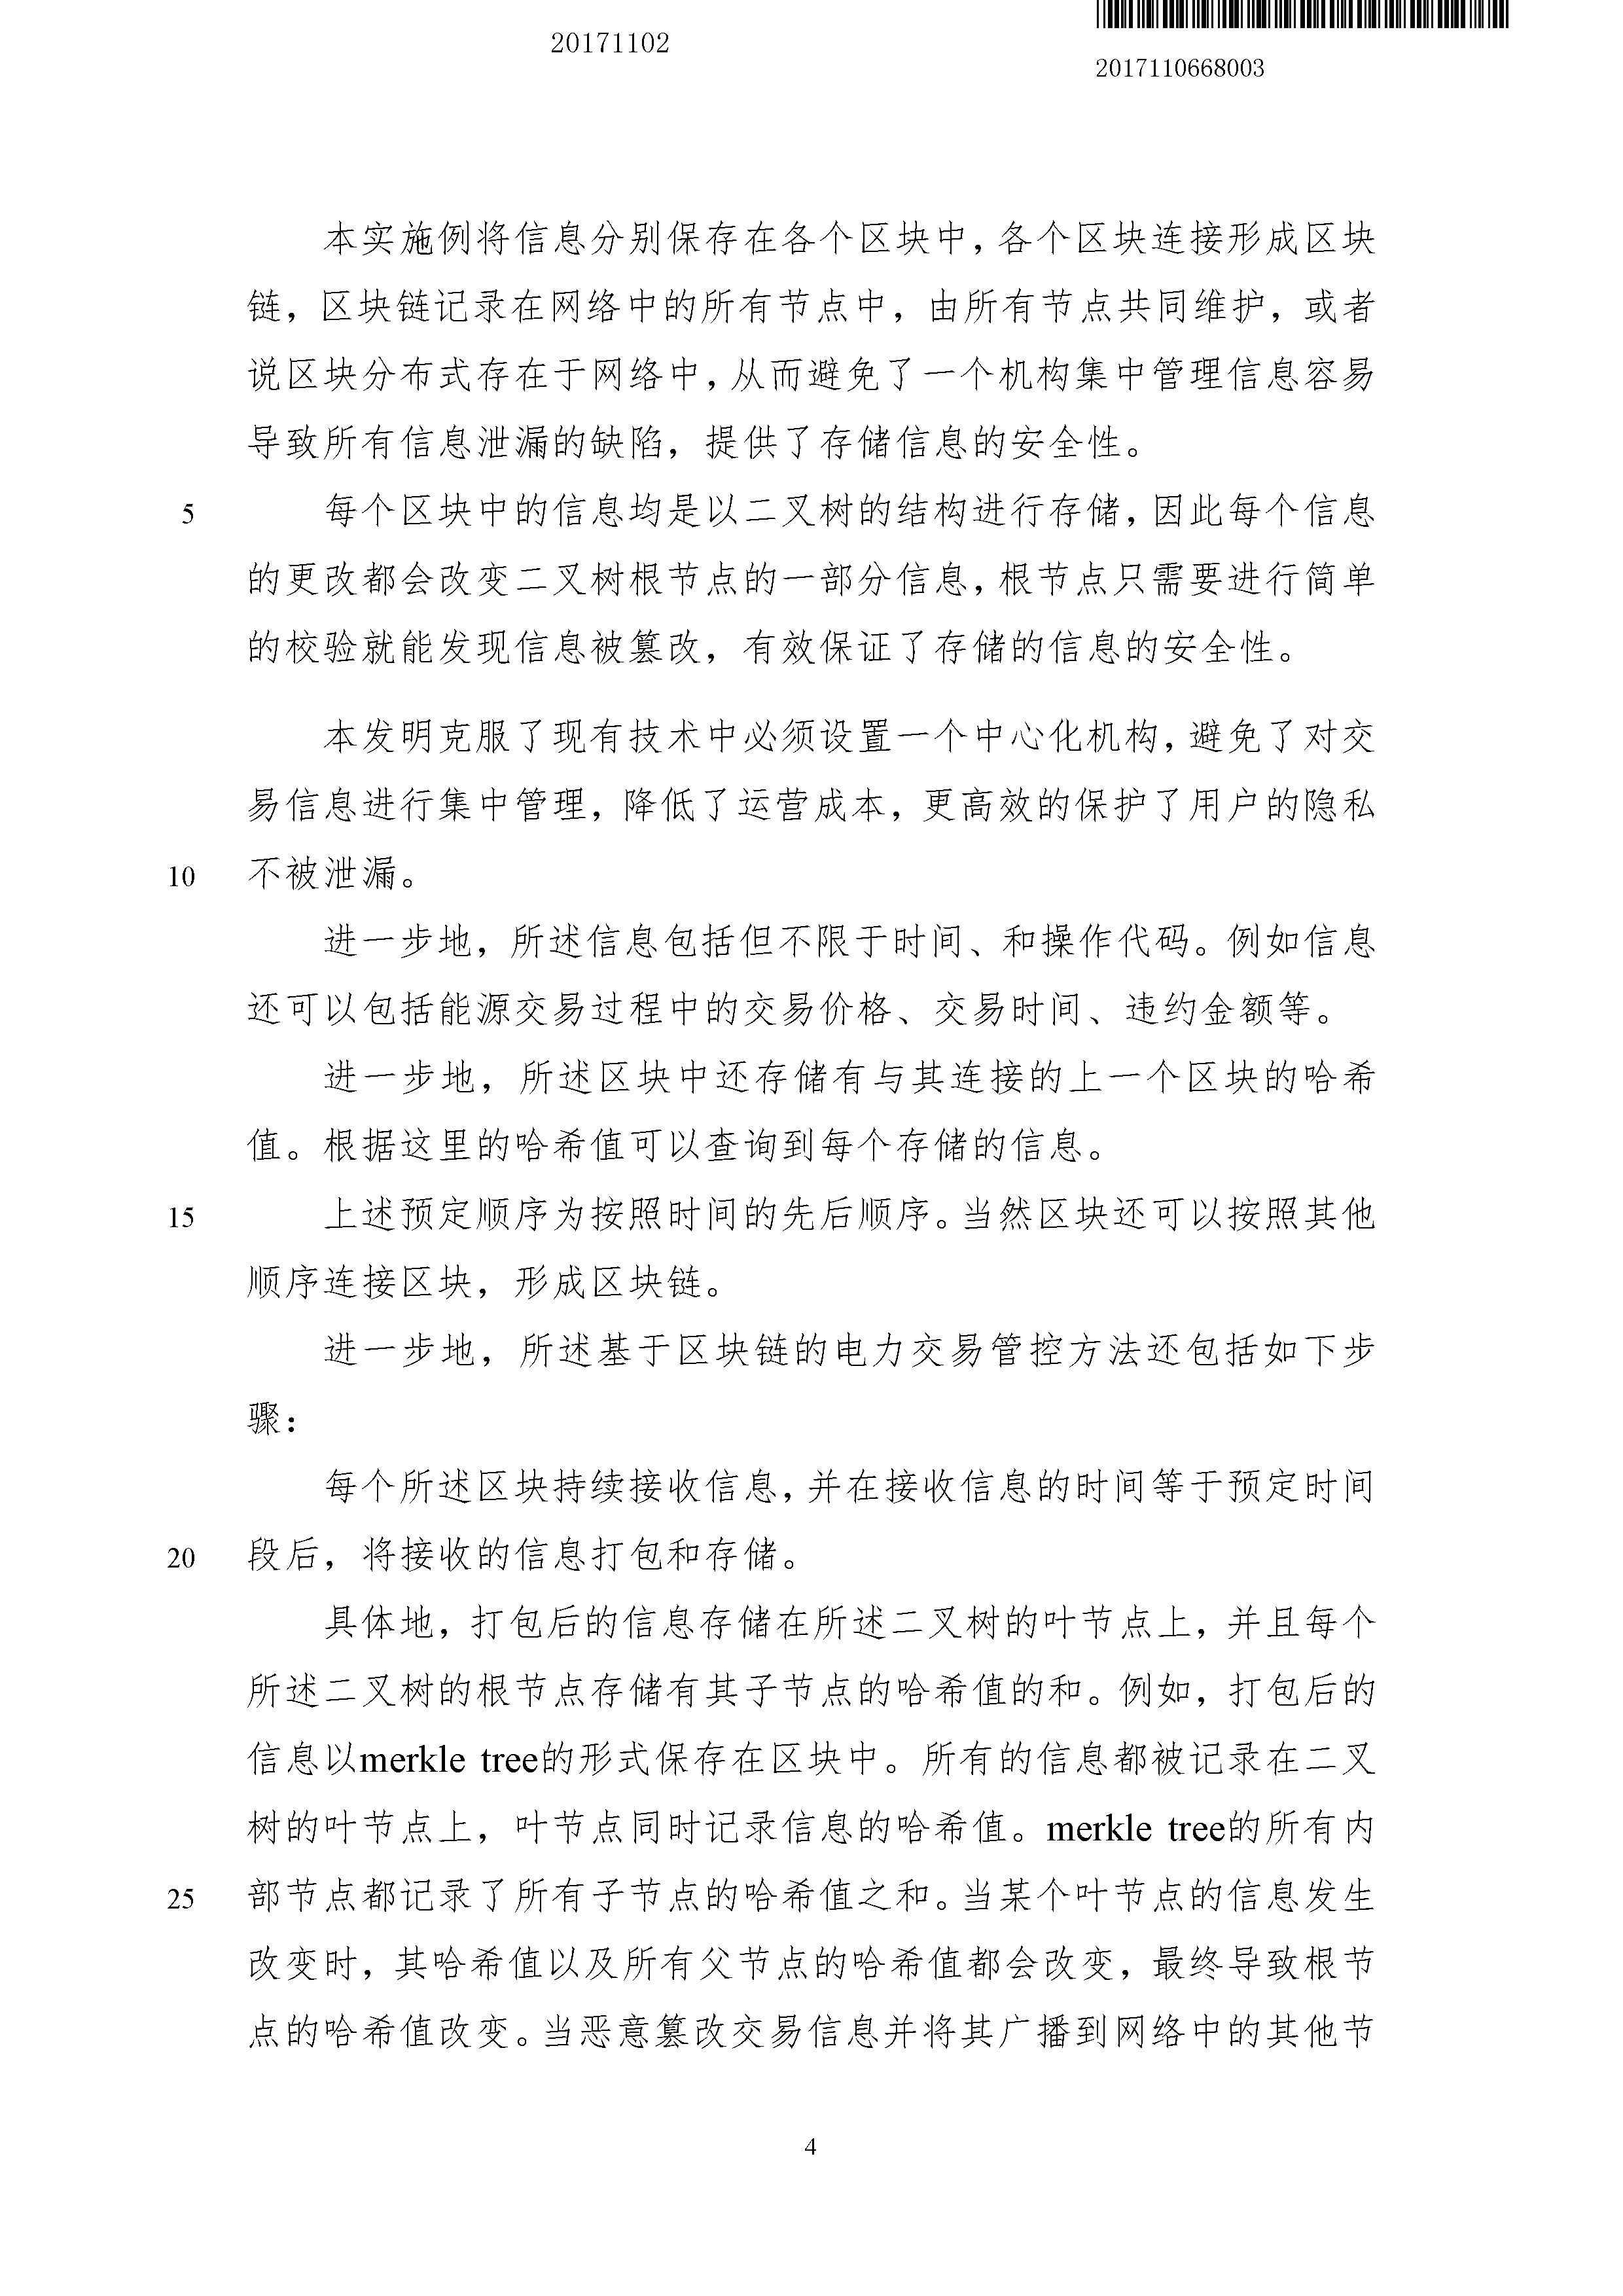 20171102
2017110668003
本实施例将信息分别保存在各个区块中，各个区块连接形成区块
链，区块链记录在网络中的所有节点中，由所有节点共同维护，或者
说区块分布式存在于网络中，从而避免了一个机构集中管理信息容易
导致所有信息泄漏的缺陷，提供了存储信息的安全性。
5 每个区块中的信息均是以二叉树的结构进行存储，因此每个信息
的更改都会改变二叉树根节点的一部分信息，根节点只需要进行简单
的校验就能发现信息被篡改，有效保证了存储的信息的安全性。
本发明克服了现有技术中必须设置一个中心化机构，避免了对交
易信息进行集中管理，降低了运营成本，更高效的保护了用户的隐私
10 不被泄漏。
进一步地，所述信息包括但不限于时间、和操作代码。例如信息
还可以包括能源交易过程中的交易价格、交易时间、违约金额等。
进一步地，所述区块中还存储有与其连接的上一个区块的哈希
值。根据这里的哈希值可以查询到每个存储的信息。
15 上述预定顺序为按照时间的先后顺序。当然区块还可以按照其他
顺序连接区块，形成区块链。
进一步地，所述基于区块链的电力交易管控方法还包括如下步
骤：
每个所述区块持续接收信息，并在接收信息的时间等于预定时间
20 段后，将接收的信息打包和存储。
具体地，打包后的信息存储在所述二叉树的叶节点上，并且每个
所述二叉树的根节点存储有其子节点的哈希值的和。例如，打包后的
信息以merkle tree的形式保存在区块中。所有的信息都被记录在二叉
树的叶节点上，叶节点同时记录信息的哈希值。merkle tree的所有内
25 部节点都记录了所有子节点的哈希值之和。当某个叶节点的信息发生
改变时，其哈希值以及所有父节点的哈希值都会改变，最终导致根节
点的哈希值改变。当恶意篡改交易信息并将其广播到网络中的其他节
4